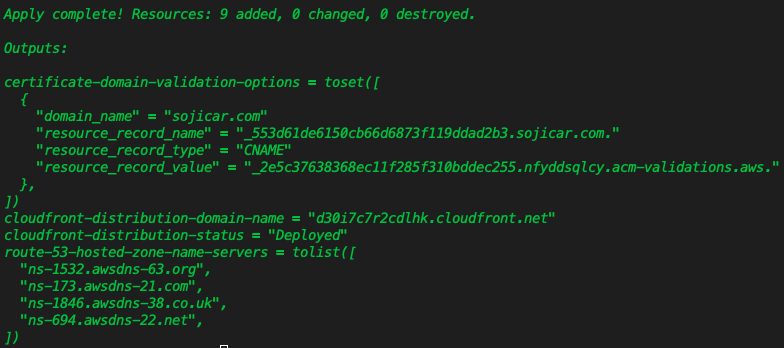 Apply complete! Resources: 9 added, 0 changed, 0 destroyed.
Outputs:
certificate-domain-validation-options = toset([
  {
    "domain_name" = "sojicar.com"
    "resource_record_name" = "_553d61de6150cb66d6873f119ddad2b3.sojicar.com."
    "resource_record_type" = "CNAME"
    "resource_record_value" = "_2e5c37638368ec11f285f310bddec255.nfyddsqlcy.acm-validations.aws."
  },
])
cloudfront-distribution-domain-name = "d30i7c7r2cdlhk.cloudfront.net"
cloudfront-distribution-status = "Deployed"
route-53-hosted-zone-name-servers = tolist([
  "ns-1532.awsdns-63.org",
  "ns-173.awsdns-21.com",
  "ns-1846.awsdns-38.co.uk",
  "ns-694.awsdns-22.net",
])